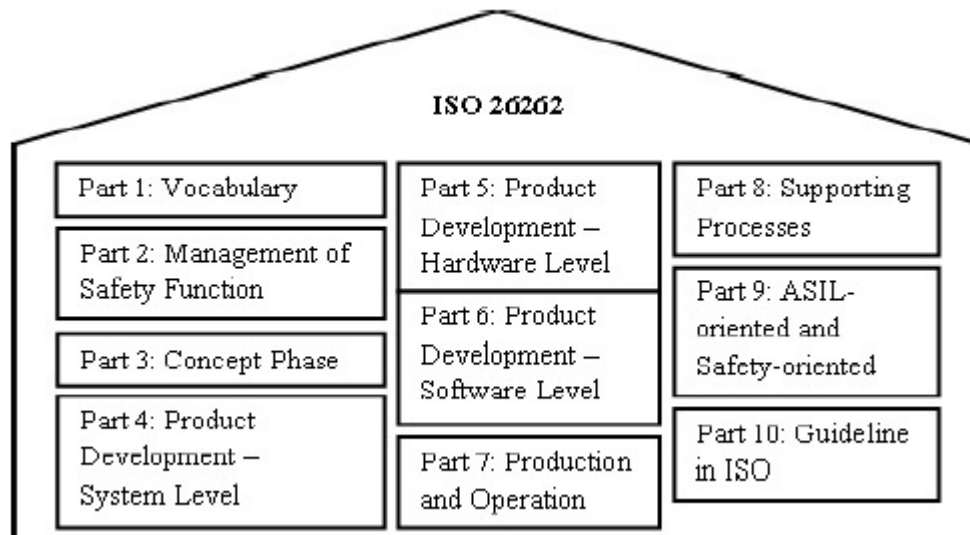 ISO 26262
Part 1: Vocabulary
Part 2: Management of
Safety Function
Part 3: Concept Phase
Part 4: Product
Development –
System Level
Part 5: Product
Development –
Hardware Level
Part 6: Product
Development –
Software Level
Part 7: Production
and Operation
Part 8: Supporting
Processes
Part 9: ASIL-
oriented and
Safety-oriented
Part 10: Guideline
in ISO